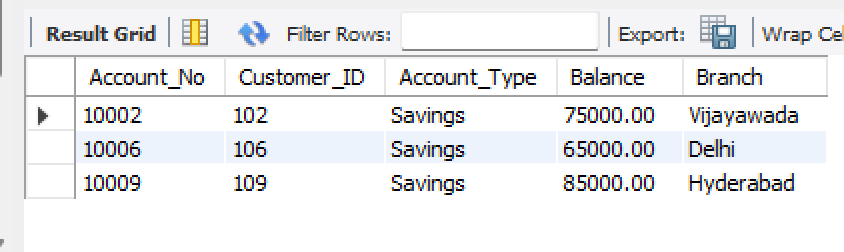 Result Grid Filter Rows: Export: Wrap Ce
Account_No Customer_ID Account_Type Balance Branch
10002 102 Savings 75000.00 Vijayawada
10006 106 Savings 65000.00 Delhi
10009 109 Savings 85000.00 Hyderabad